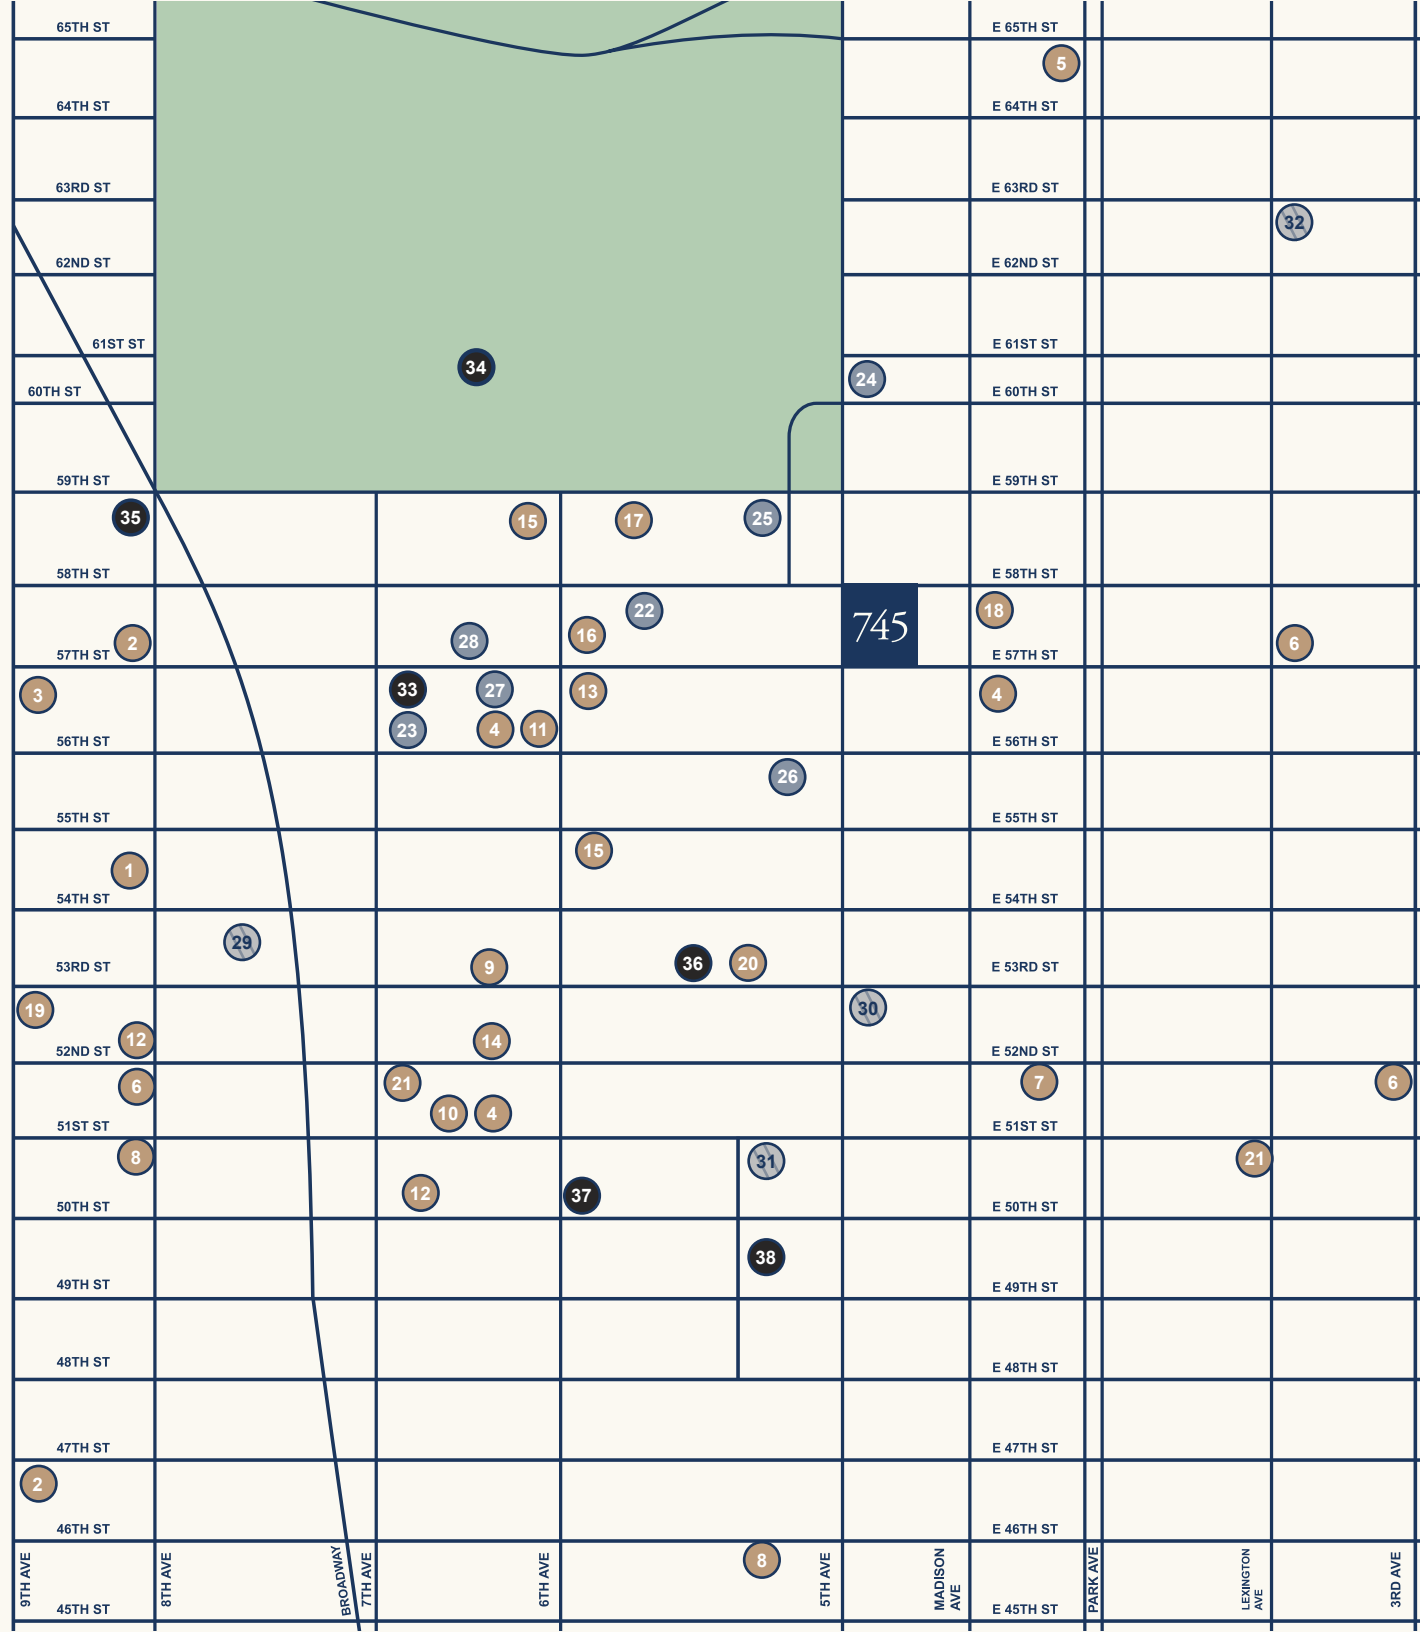 65TH ST
E 65TH ST
5
64TH ST
E 64TH ST
63RD ST
E 63RD ST
32
62ND ST
E 62ND ST
61ST ST
E 61ST ST
34
24
60TH ST
E 60TH ST
59TH ST
E 59TH ST
35
15
17
25
58TH ST
E 58TH ST
22
18
745
2
28
16
6
57TH ST
E 57TH ST
3
33
27
13
4
23
4
11
56TH ST
E 56TH ST
26
55TH ST
E 55TH ST
15
1
54TH ST
E 54TH ST
29
9
36
20
53RD ST
E 53RD ST
19
30
12
14
52ND ST
E 52ND ST
6
21
7
6
10
4
51ST ST
E 51ST ST
8
31
21
12
37
50TH ST
E 50TH ST
38
49TH ST
E 49TH ST
48TH ST
E 48TH ST
47TH ST
E 47TH ST
2
46TH ST
E 46TH ST
8
9TH AVE
8TH AVE
BROADWAY
7TH AVE
6TH AVE
5TH AVE
MADISON
AVE
PARK AVE
LEXINGTON
AVE
3RD AVE
45TH ST
E 45TH ST